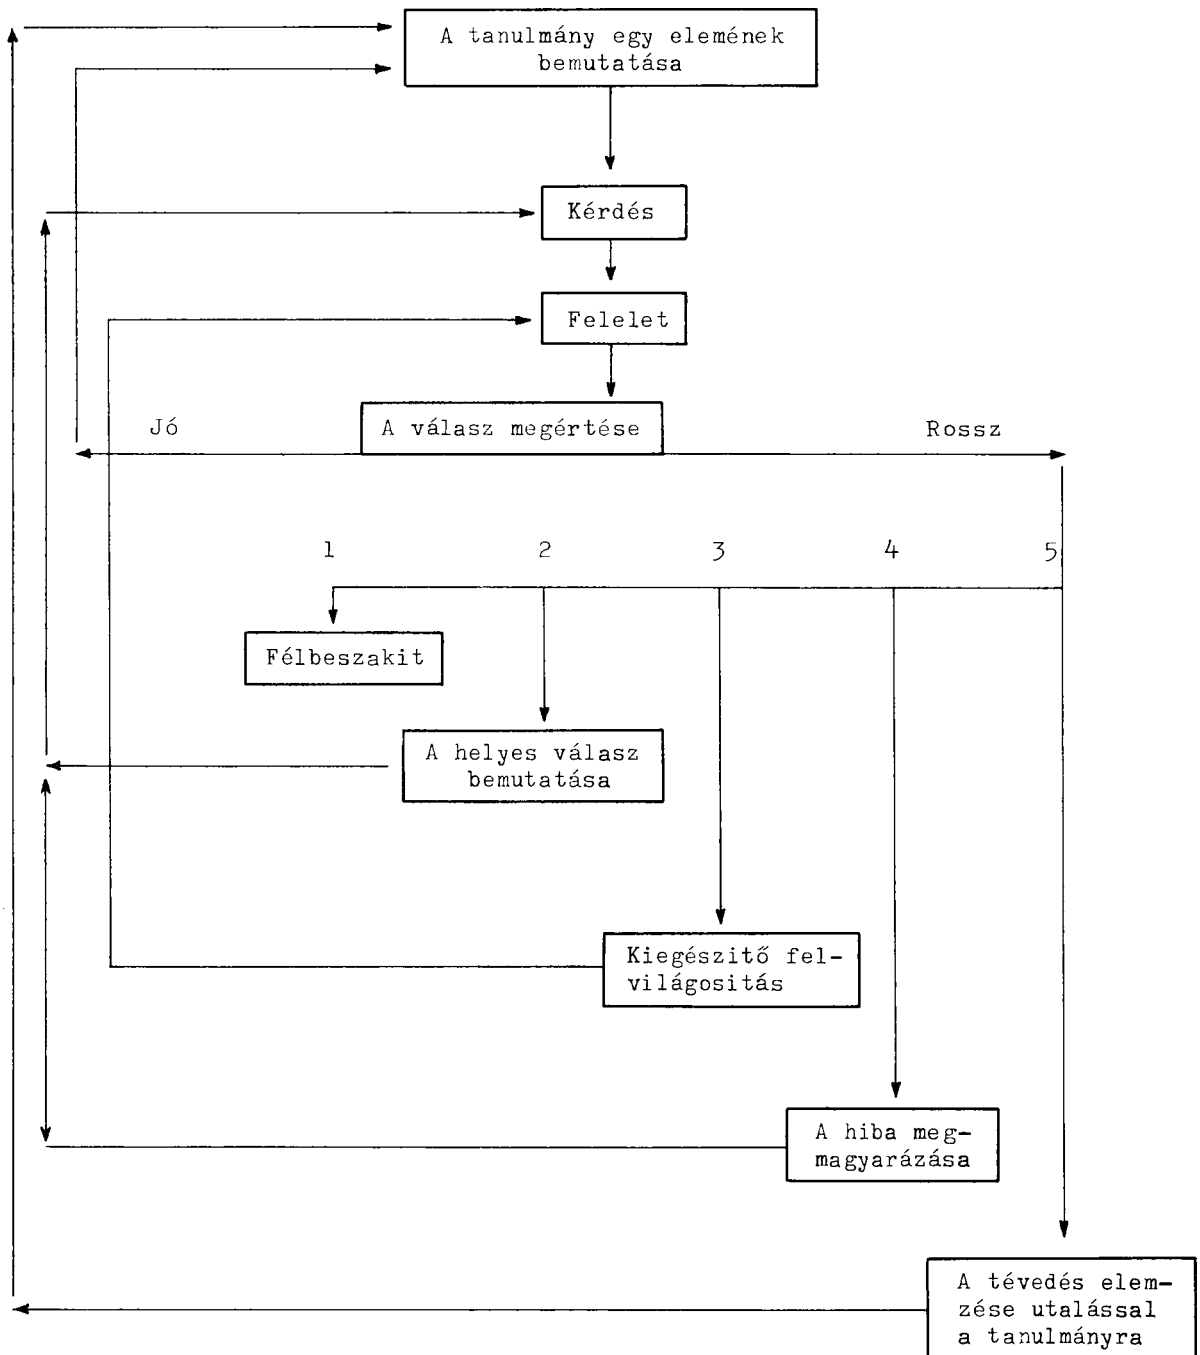 A tanulmány egy elemének
bemutatása
Kérdés
Felelet
Jó
A válasz megértése
Rossz
1
2
3
4
5
Félbeszakit
A helyes válasz
bemutatása
Kiegészitő fel-
világositás
A hiba meg-
magyarázása
A tévedés elem-
zése utalással
a tanulmányra